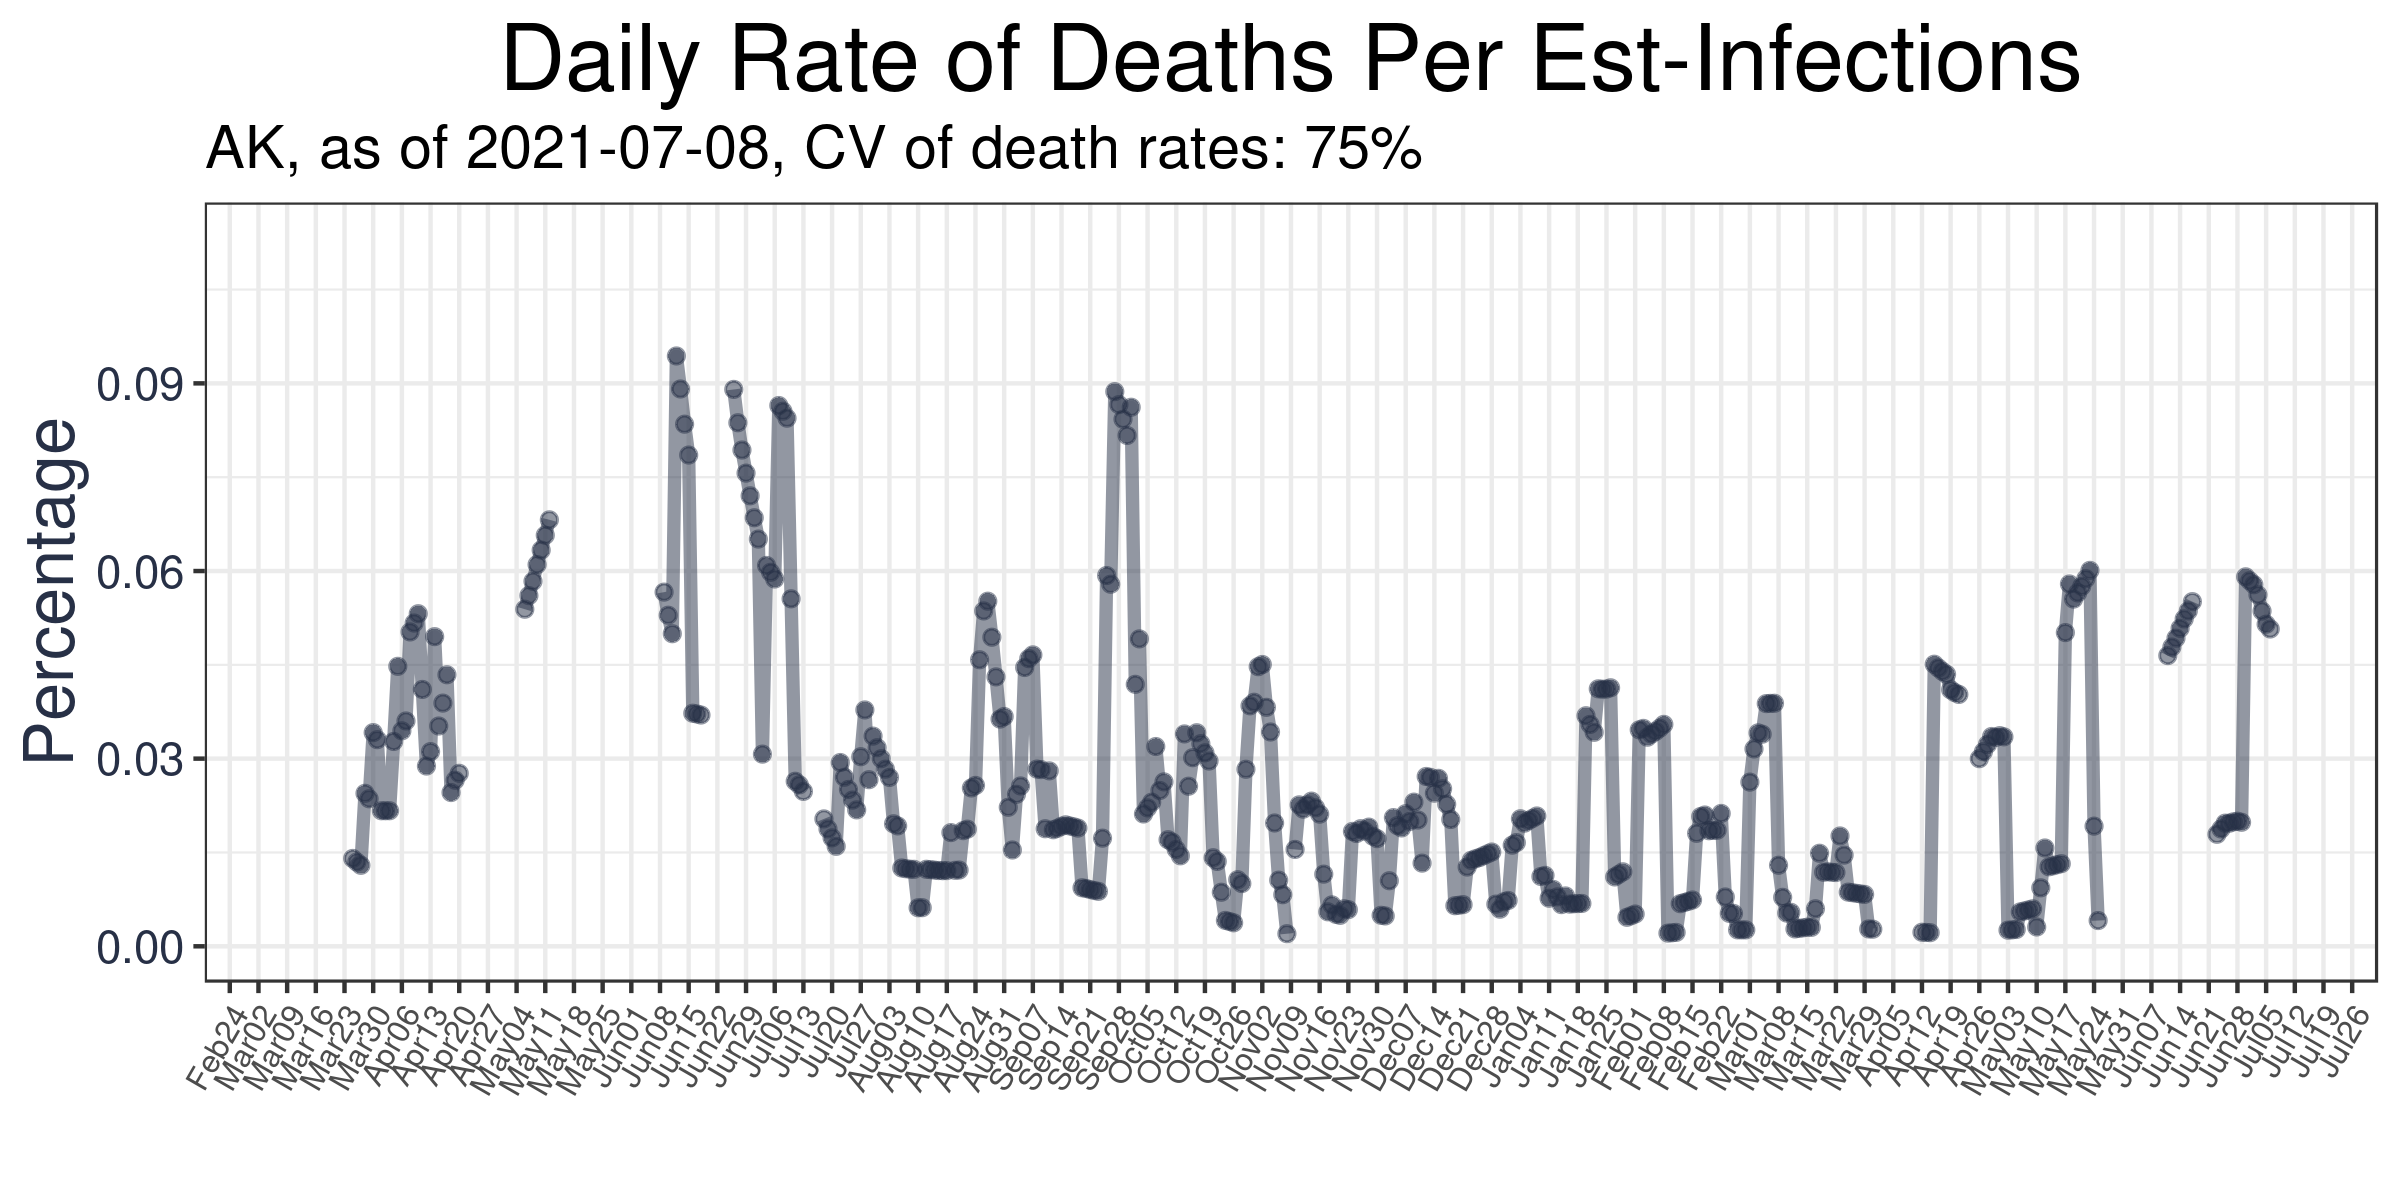 Daily Rate of Deaths Per Est-Infections
AK, as of 2021-07-08, CV of death rates: 75%
Percentage
0.09
0.06
0.03
0.00
Feb24
Mar02
Mar09
Mar16
Mar23
Mar30
Apr06
Apr13
Apr20
Apr27
May04
May11
May18
May25
Jun01
Jun08
Jun15
Jun22
Jun29
Jul06
Jul13
Jul20
Jul27
Aug03
Aug10
Aug17
Aug24
Aug31
Sep07
Sep14
Sep21
Sep28
Oct05
Oct12
Oct19
Oct26
Nov02
Nov09
Nov16
Nov23
Nov30
Dec07
Dec14
Dec21
Dec28
Jan04
Jan11
Jan18
Jan25
Feb01
Feb08
Feb15
Feb22
Mar01
Mar08
Mar15
Mar22
Mar29
Apr05
Apr12
Apr19
Apr26
May03
May10
May17
May24
May31
Jun07
Jun14
Jun21
Jun28
Jul05
Jul12
Jul19
Jul26